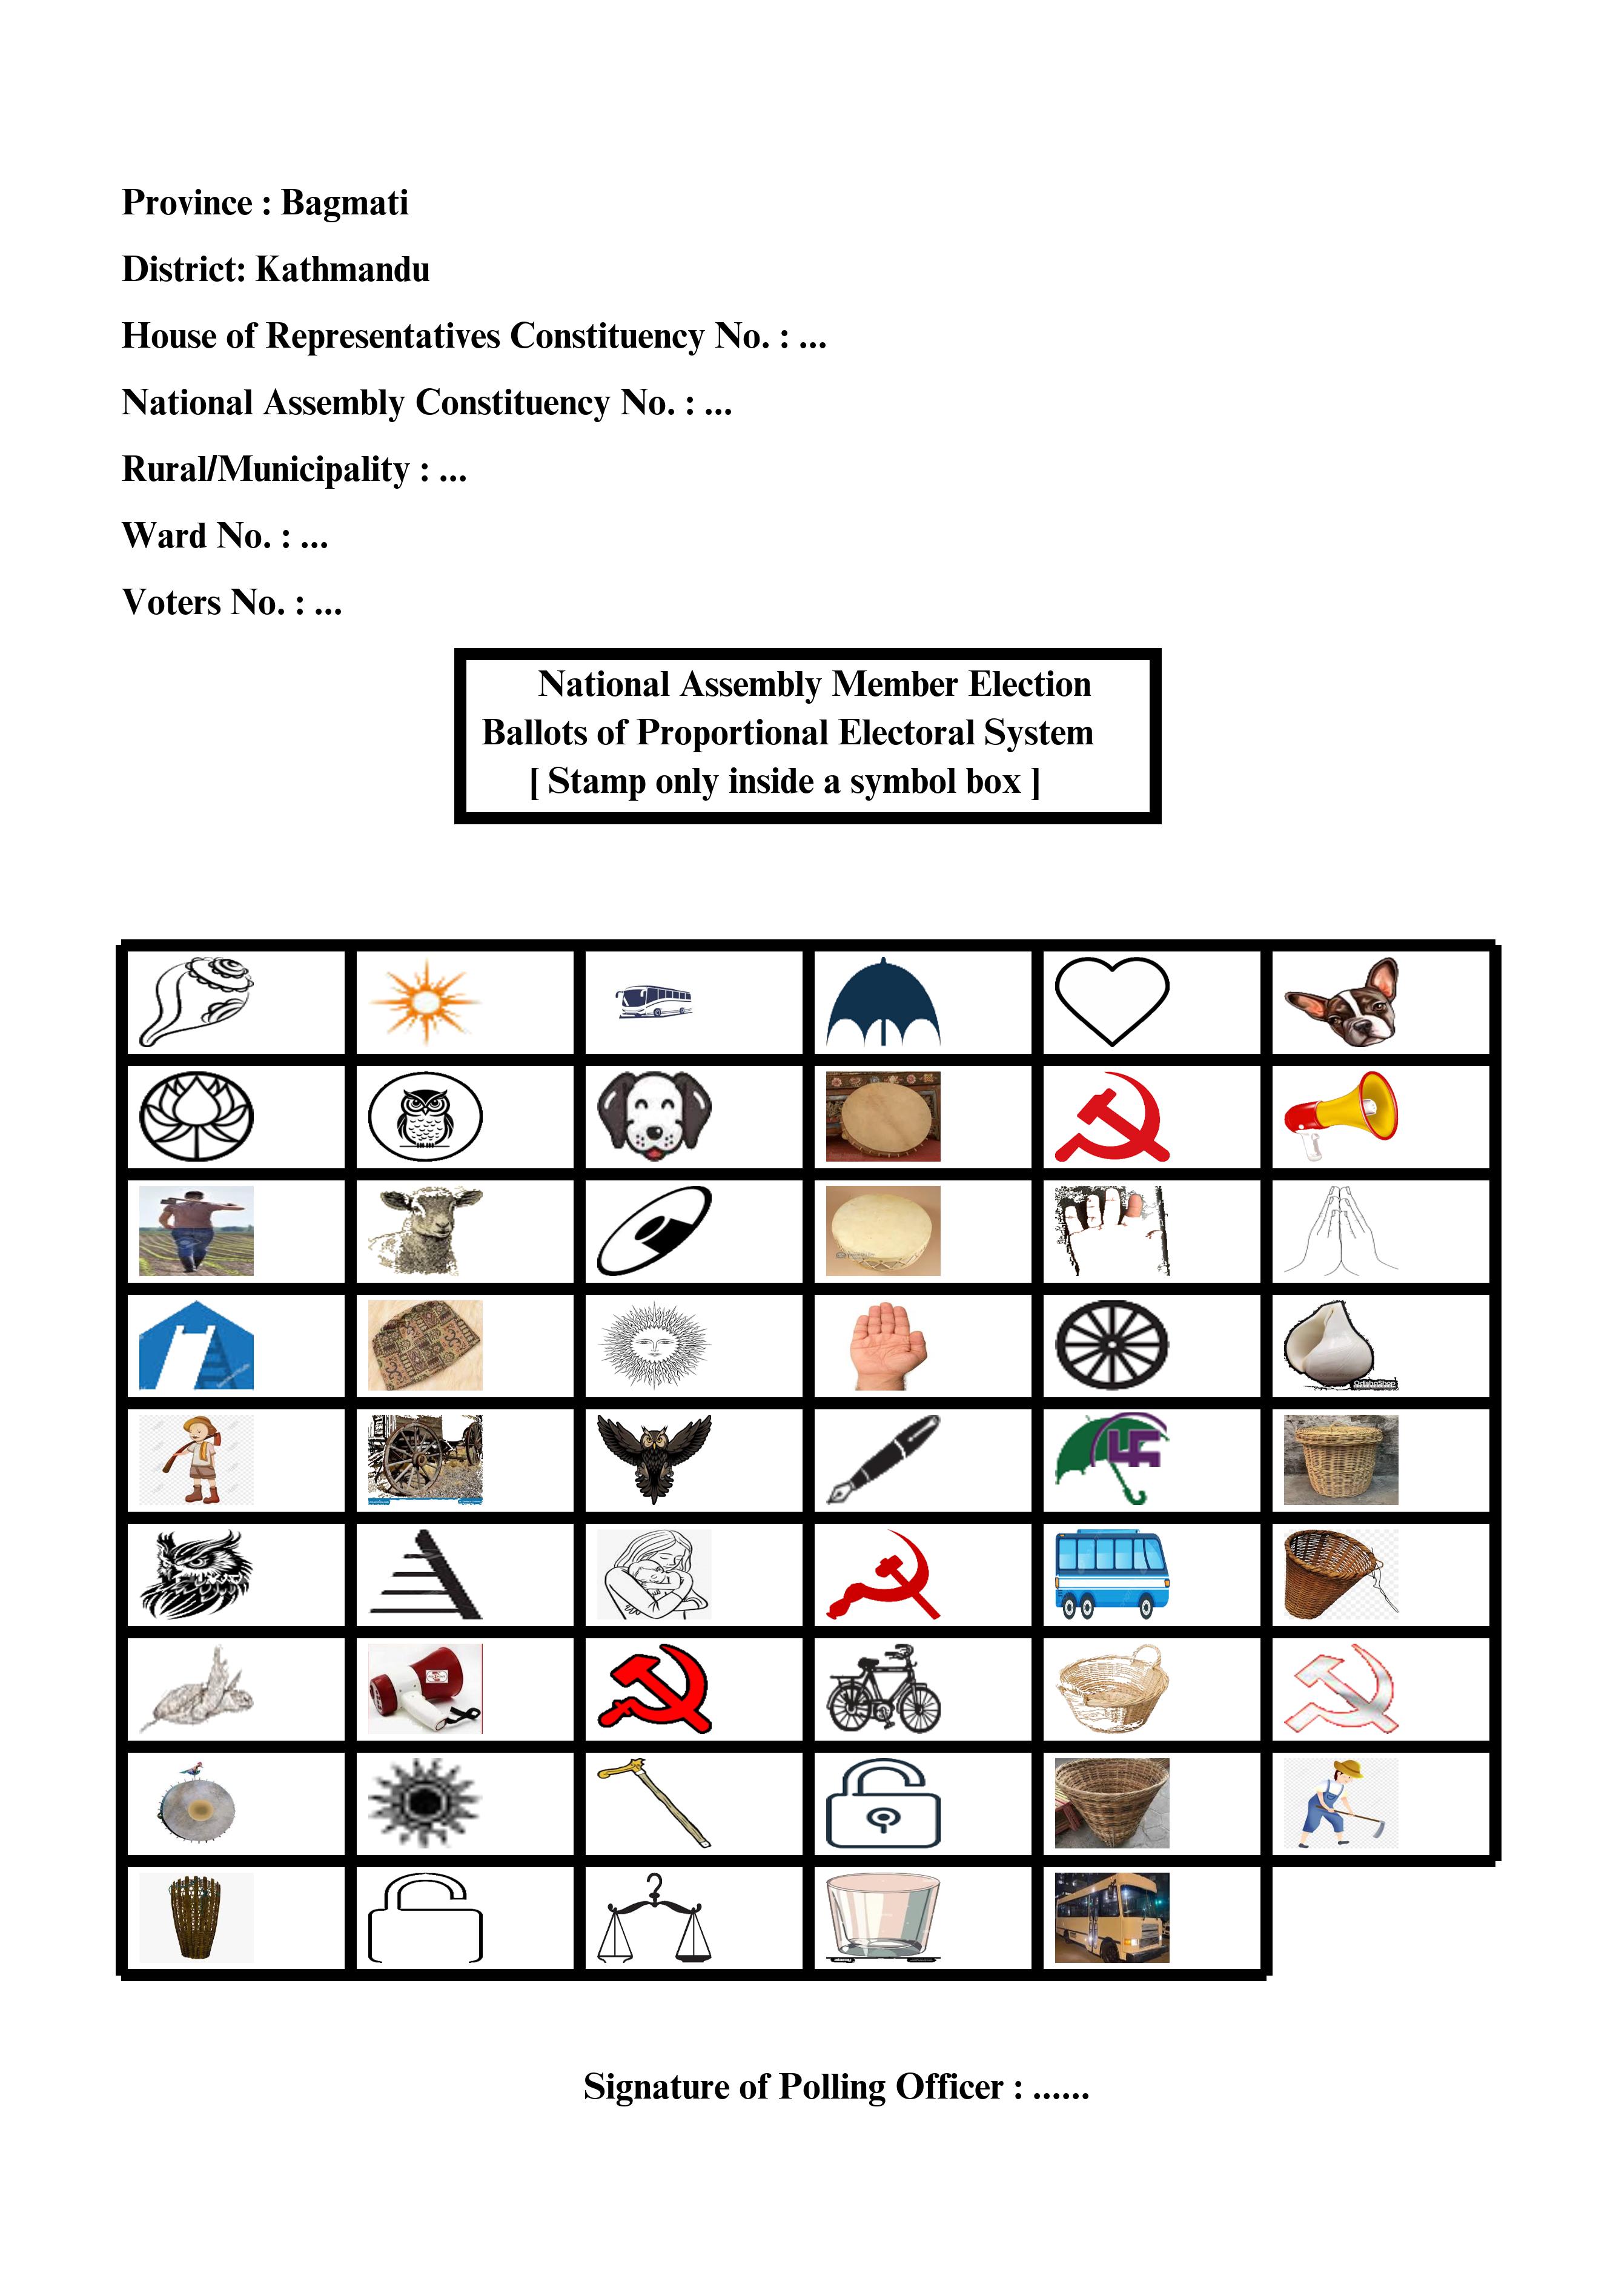 Province : Bagmati
District: Kathmandu
House of Representatives Constituency No. : ...
National Assembly Constituency No. : ...
Rural/Municipality : ...
Ward No. : ...
Voters No. : ...
National Assembly Member Election
Ballots of Proportional Electoral System
[ Stamp only inside a symbol box ]
Signature of Polling Officer : ......